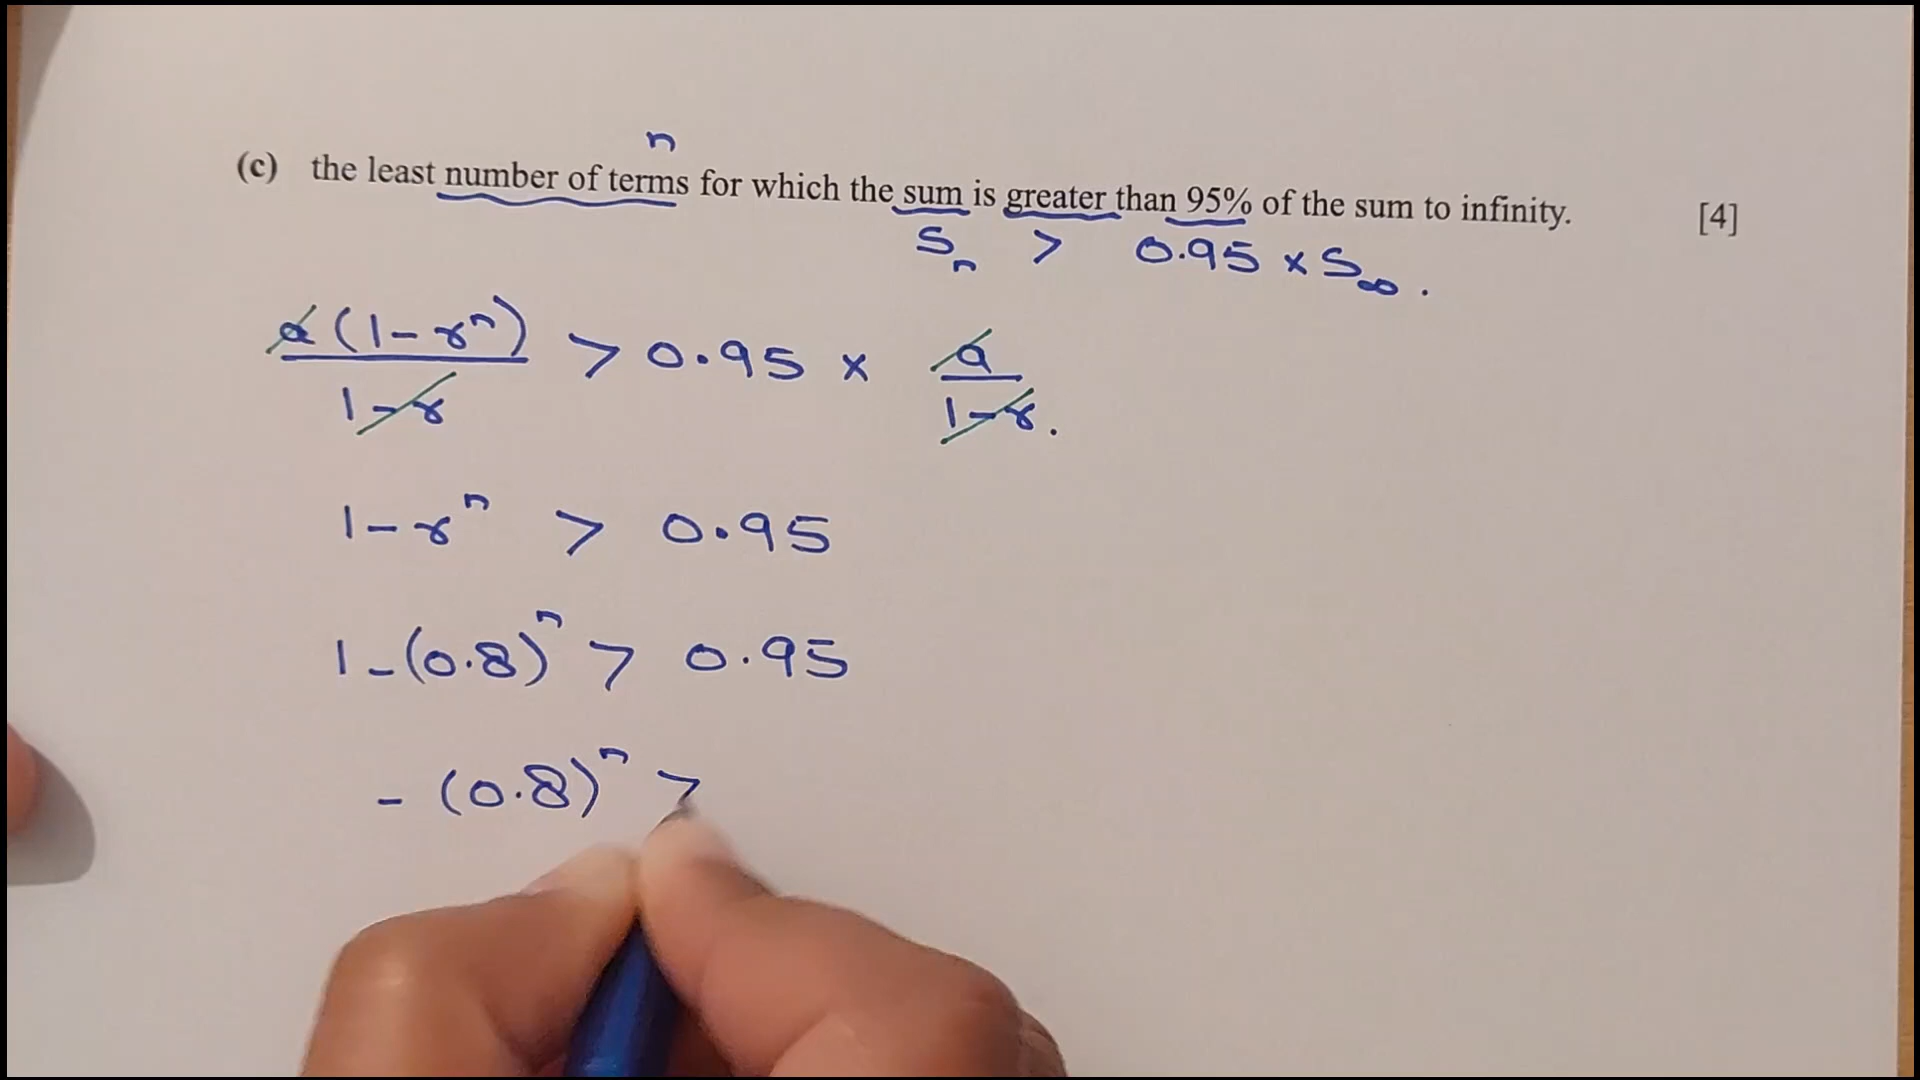 n
(c) the least number of terms for which the sum is greater than 95% of the sum to infinity. [4]
Sₙ > 0.95 × S∞ .
a(1-rⁿ) / 1-r > 0.95 × a / 1-r .
1-rⁿ > 0.95
1-(0.8)ⁿ > 0.95
-(0.8)ⁿ >